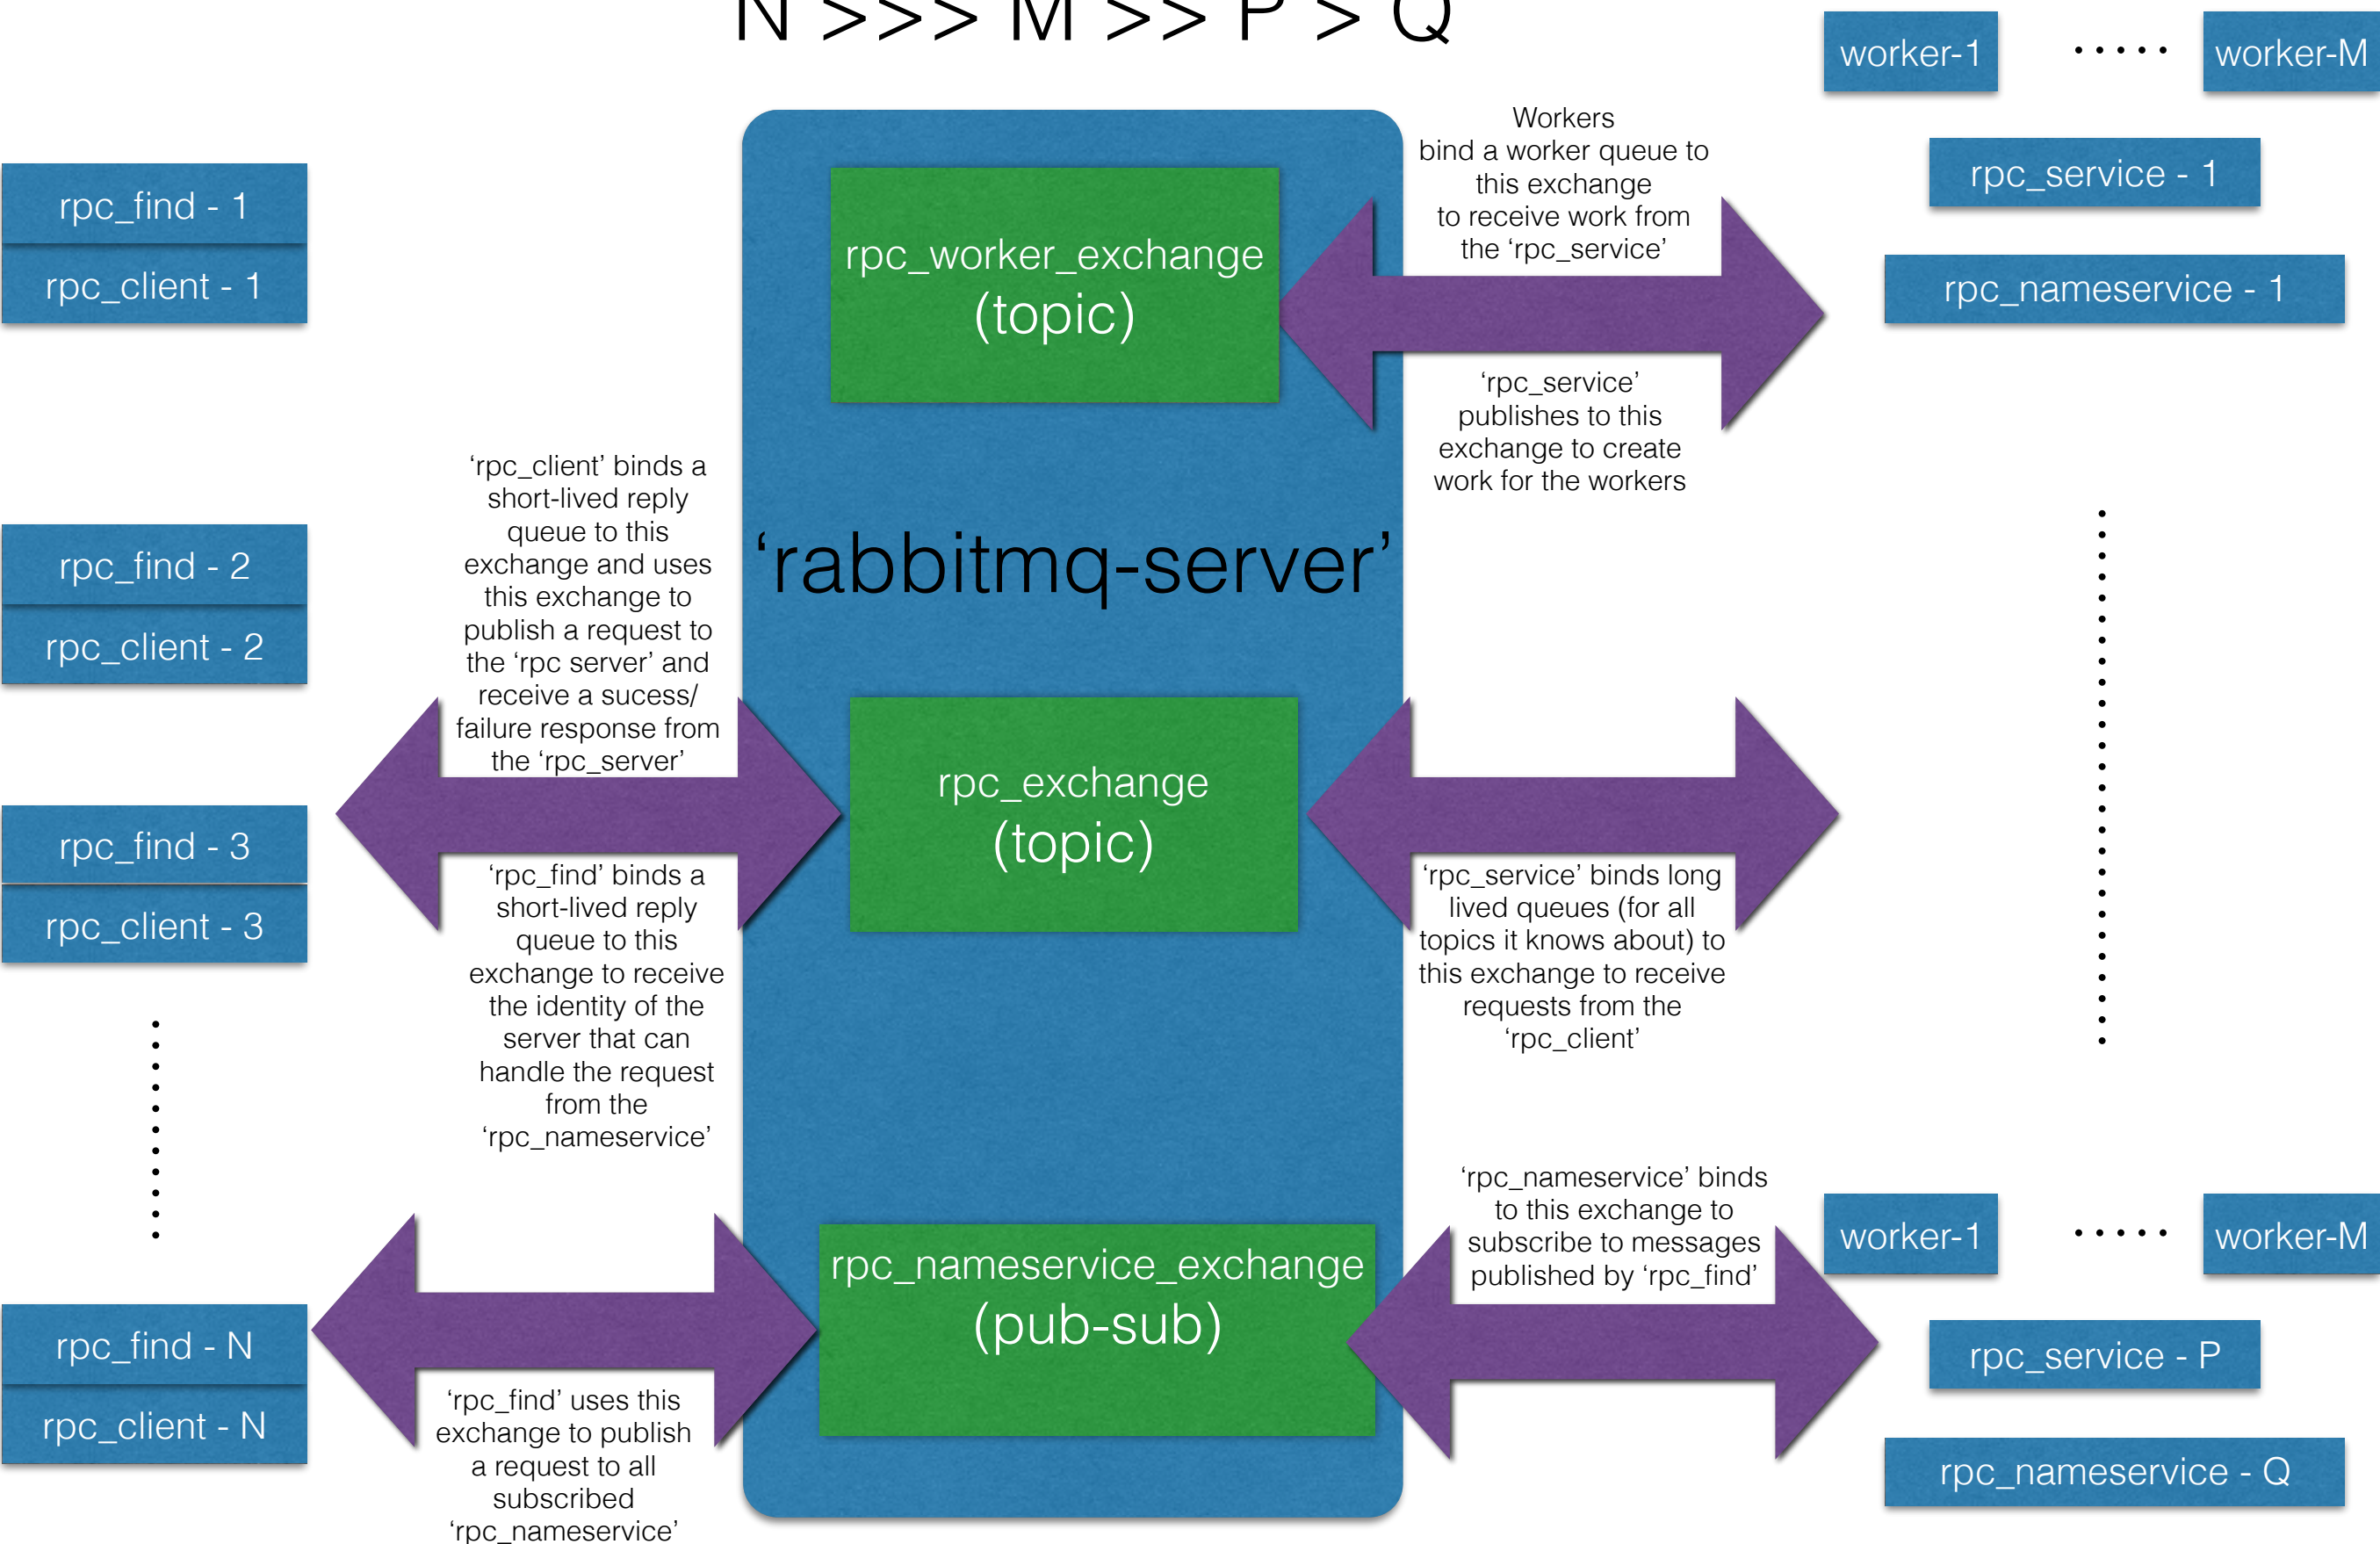 N >>> M >> P > Q
rpc_find - 1
rpc_client - 1
rpc_find - 2
rpc_client - 2
rpc_find - 3
rpc_client - 3
rpc_find - N
rpc_client - N
‘rpc_client’ binds a
short-lived reply
queue to this
exchange and uses
this exchange to
publish a request to
the ‘rpc server’ and
receive a sucess/
failure response from
the ‘rpc_server’
‘rpc_find’ binds a
short-lived reply
queue to this
exchange to receive
the identity of the
server that can
handle the request
from the
‘rpc_nameservice’
‘rpc_find’ uses this
exchange to publish
a request to all
subscribed
‘rpc_nameservice’
rpc_worker_exchange
(topic)
‘rabbitmq-server’
rpc_exchange
(topic)
rpc_nameservice_exchange
(pub-sub)
Workers
bind a worker queue to
this exchange
to receive work from
the ‘rpc_service’
‘rpc_service’
publishes to this
exchange to create
work for the workers
‘rpc_service’ binds long
lived queues (for all
topics it knows about) to
this exchange to receive
requests from the
‘rpc_client’
‘rpc_nameservice’ binds
to this exchange to
subscribe to messages
published by ‘rpc_find’
worker-1 ..... worker-M
rpc_service - 1
rpc_nameservice - 1
worker-1 ..... worker-M
rpc_service - P
rpc_nameservice - Q